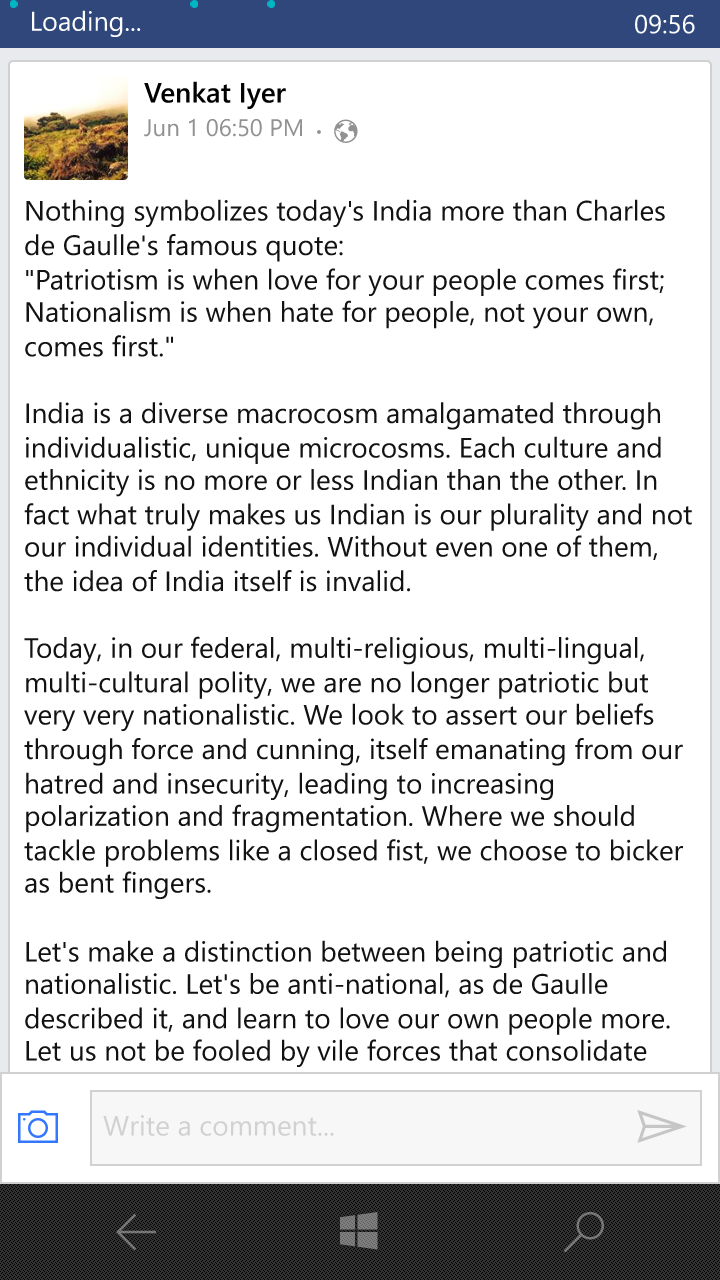 Loading...
09:56
Venkat Iyer
Jun 1 06:50 PM ·
Nothing symbolizes today's India more than Charles
de Gaulle's famous quote:
"Patriotism is when love for your people comes first;
Nationalism is when hate for people, not your own,
comes first."
India is a diverse macrocosm amalgamated through
individualistic, unique microcosms. Each culture and
ethnicity is no more or less Indian than the other. In
fact what truly makes us Indian is our plurality and not
our individual identities. Without even one of them,
the idea of India itself is invalid.
Today, in our federal, multi-religious, multi-lingual,
multi-cultural polity, we are no longer patriotic but
very very nationalistic. We look to assert our beliefs
through force and cunning, itself emanating from our
hatred and insecurity, leading to increasing
polarization and fragmentation. Where we should
tackle problems like a closed fist, we choose to bicker
as bent fingers.
Let's make a distinction between being patriotic and
nationalistic. Let's be anti-national, as de Gaulle
described it, and learn to love our own people more.
Let us not be fooled by vile forces that consolidate
Write a comment...